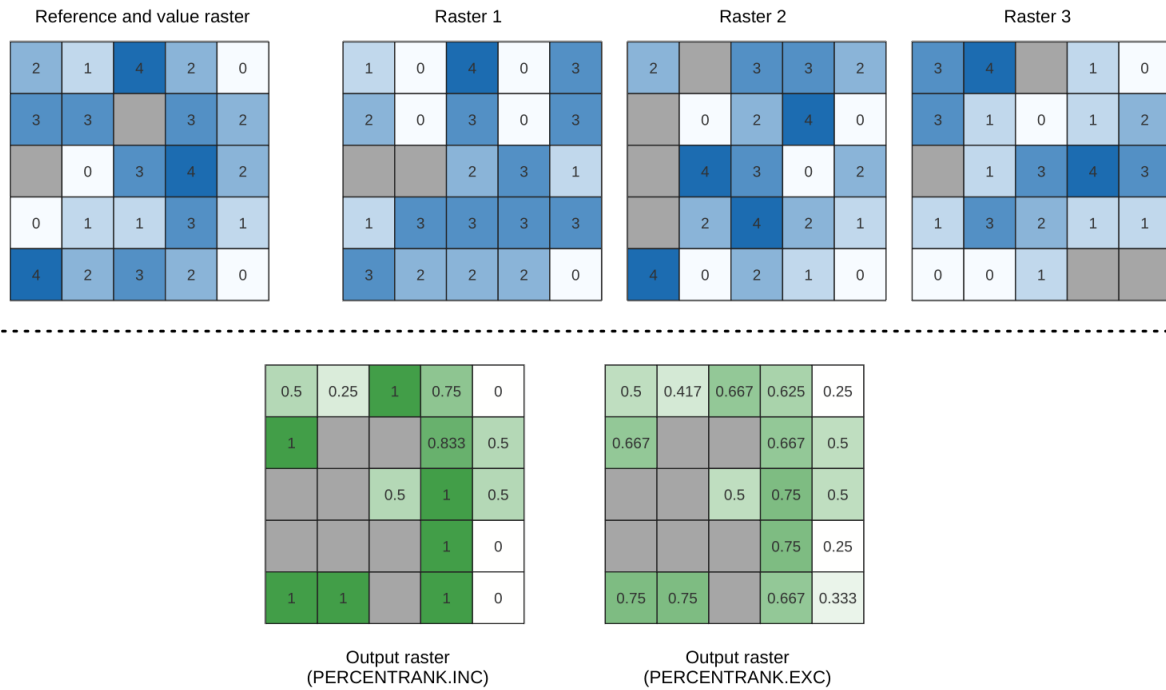 Reference and value raster Raster 1 Raster 2 Raster 3
2 1 4 2 0 1 0 4 0 3 2 3 3 2 3 4 1 0
3 3 3 2 2 0 3 0 3 0 2 4 0 3 1 0 1 2
0 3 4 2 2 3 1 4 3 0 2 1 3 4 3
0 1 1 3 1 1 3 3 3 3 2 4 2 1 1 3 2 1 1
4 2 3 2 0 3 2 2 2 0 4 0 2 1 0 0 0 1
0.5 0.25 1 0.75 0 0.5 0.417 0.667 0.625 0.25
1 0.833 0.5 0.667 0.667 0.5
0.5 1 0.5 0.5 0.75 0.5
1 0 0.75 0.25
1 1 1 0 0.75 0.75 0.667 0.333
Output raster Output raster
(PERCENTRANK.INC) (PERCENTRANK.EXC)